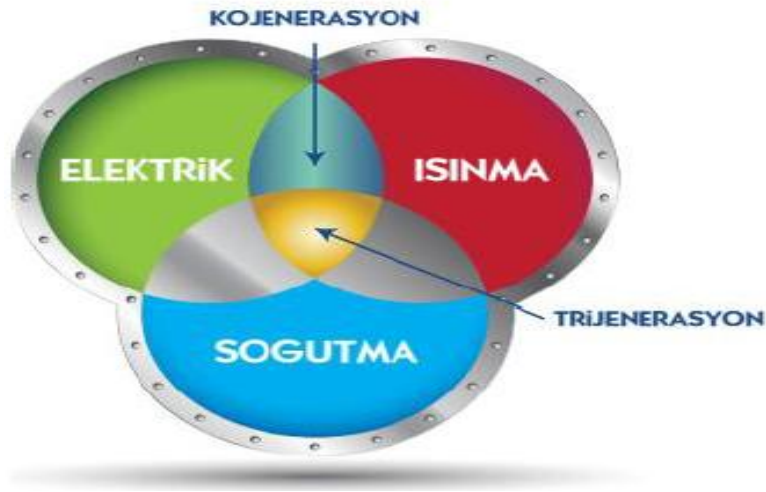 KOJENERASYON
ELEKTRiK
ISINMA
TRiJENERASYON
SOGUTMA